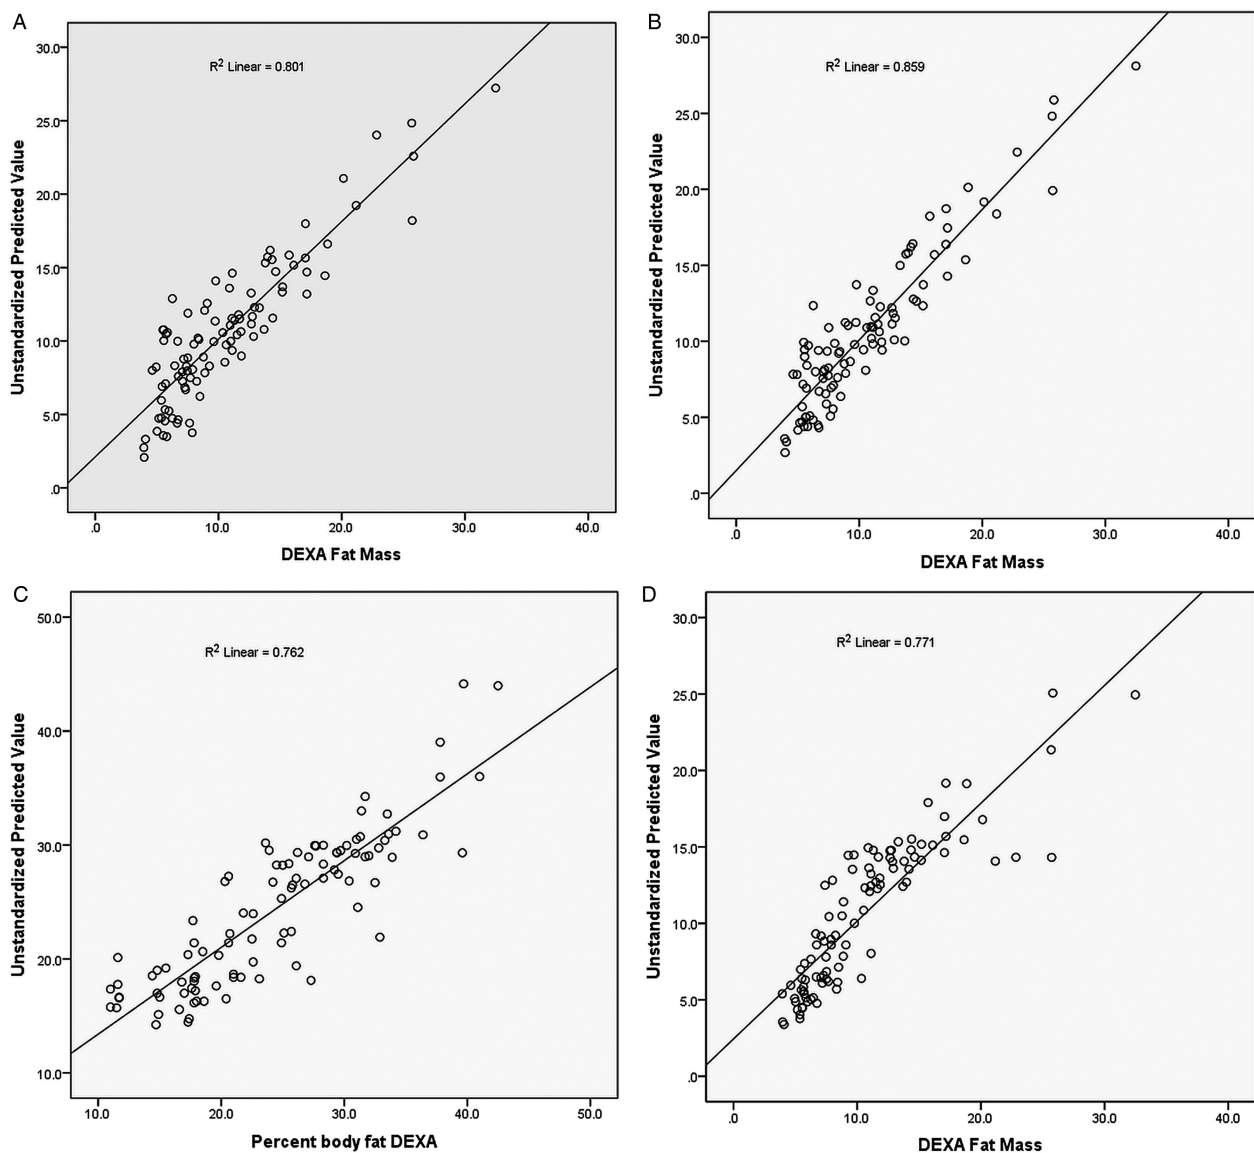 A
R² Linear = 0.801
Unstandardized Predicted Value
30.0
25.0
20.0
15.0
10.0
5.0
.0
.0 10.0 20.0 30.0 40.0
DEXA Fat Mass
B
R² Linear = 0.859
Unstandardized Predicted Value
30.0
25.0
20.0
15.0
10.0
5.0
.0
.0 10.0 20.0 30.0 40.0
DEXA Fat Mass
C
R² Linear = 0.762
Unstandardized Predicted Value
50.0
40.0
30.0
20.0
10.0
10.0 20.0 30.0 40.0 50.0
Percent body fat DEXA
D
R² Linear = 0.771
Unstandardized Predicted Value
30.0
25.0
20.0
15.0
10.0
5.0
.0
.0 10.0 20.0 30.0 40.0
DEXA Fat Mass